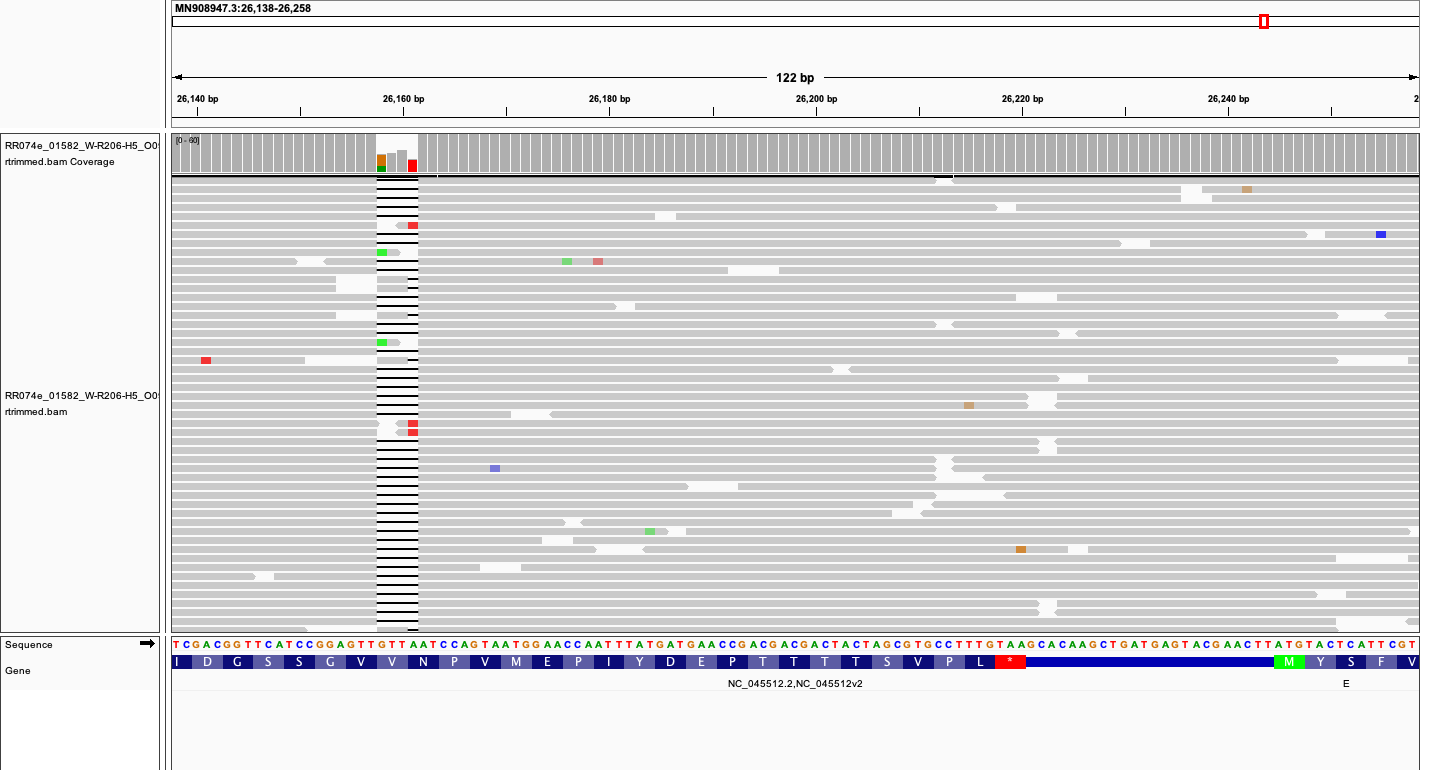 MN908947.3:26,138-26,258
122 bp
26,140 bp 26,160 bp 26,180 bp 26,200 bp 26,220 bp 26,240 bp 2
[0 - 60]
RR074e_01582_W-R206-H5_O0
rtrimmed.bam Coverage
RR074e_01582_W-R206-H5_O0
rtrimmed.bam
Sequence
TCGACGGTTCATCCGGAGTTGTTAATCCAGTAATGGAACCAATTTATGATGAACCGACGACGACTACTAGCGTGCCTTTGTAAGCACAAGCTGATGAGTACGAACTTATGTACTCATTCGT
Gene
I D G S S G V V N P V M E P I Y D E P T T T T S V P L * M Y S F V
NC_045512.2,NC_045512v2 E